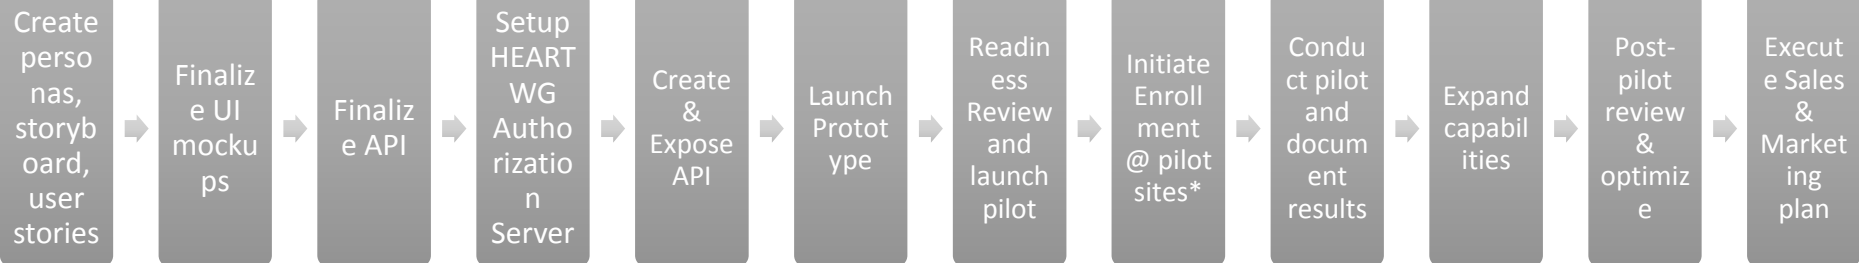 Create
perso
nas,
storyb
oard,
user
stories
Finaliz
e UI
mocku
ps
Finaliz
e API
Setup
HEART
WG
Autho
rizatio
n
Server
Create
&
Expose
API
Launch
Protot
ype
Readin
ess
Review
and
launch
pilot
Initiate
Enroll
ment
@ pilot
sites*
Condu
ct pilot
and
docum
ent
results
Expand
capabil
ities
Post-
pilot
review
&
optimiz
e
Execut
e Sales
&
Market
ing
plan